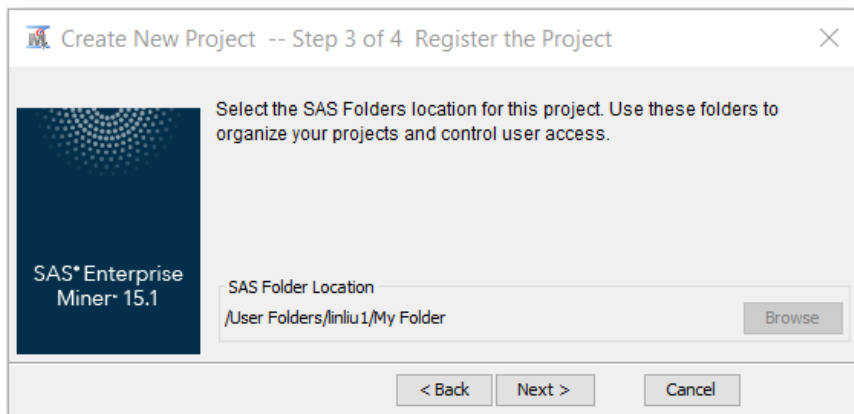 Create New Project -- Step 3 of 4 Register the Project
Select the SAS Folders location for this project. Use these folders to
organize your projects and control user access.
SAS® Enterprise
Miner™ 15.1
SAS Folder Location
/User Folders/linliu1/My Folder
Browse
< Back
Next >
Cancel